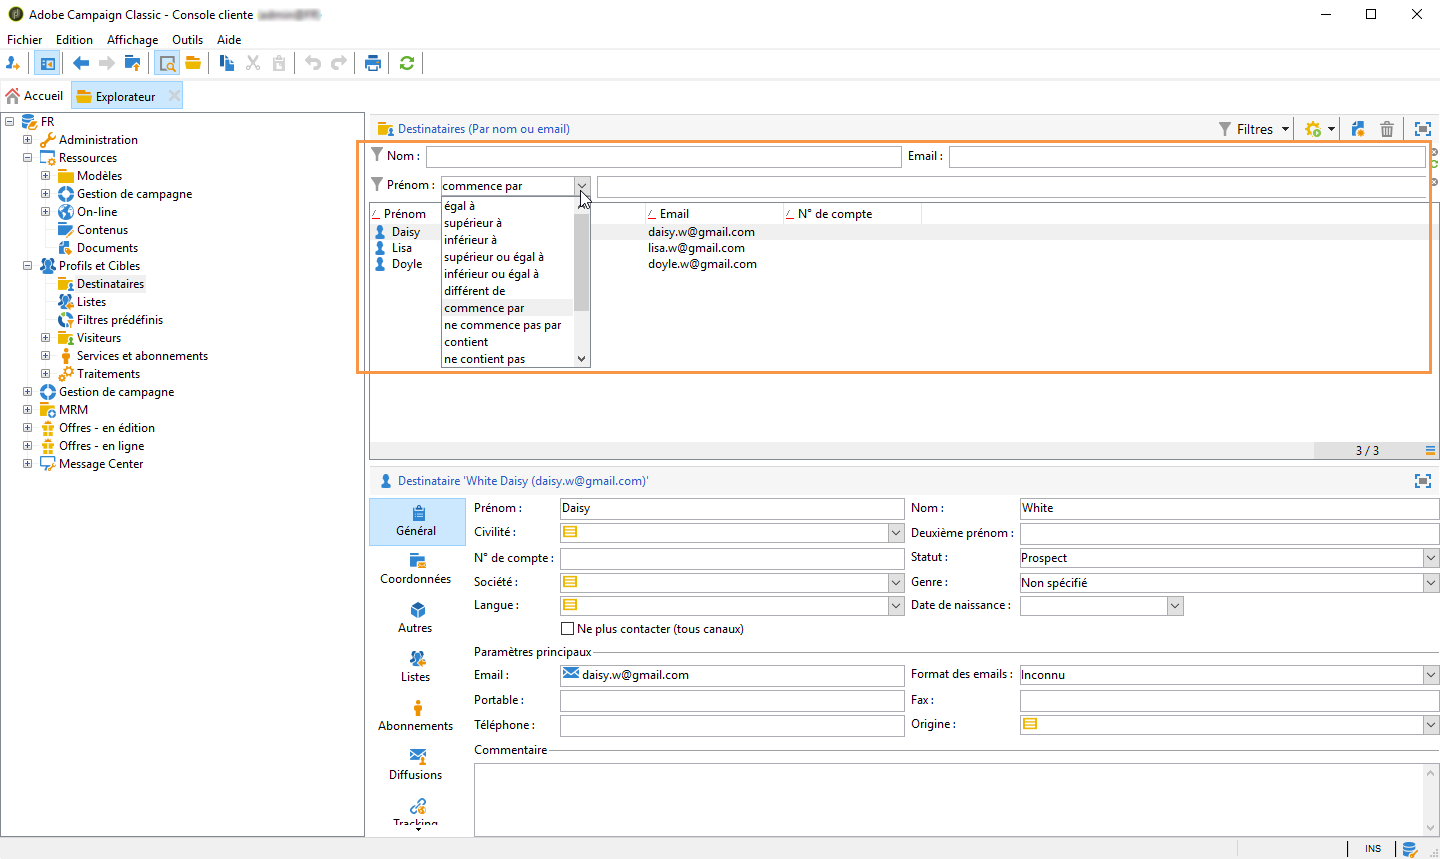 Adobe Campaign Classic - Console cliente
Fichier Edition Affichage Outils Aide
Accueil Explorateur
FR
Administration
Ressources
Modèles
Gestion de campagne
On-line
Contenus
Documents
Profils et Cibles
Destinataires
Listes
Filtres prédéfinis
Visiteurs
Services et abonnements
Traitements
Gestion de campagne
MRM
Offres - en édition
Offres - en ligne
Message Center
Destinataires (Par nom ou email) Filtres
Nom : Email :
Prénom : commence par
égal à
supérieur à
inférieur à
supérieur ou égal à
inférieur ou égal à
différent de
commence par
ne commence pas par
contient
ne contient pas
Prénom Email N° de compte
Daisy daisy.w@gmail.com
Lisa lisa.w@gmail.com
Doyle doyle.w@gmail.com
3 / 3
Destinataire 'White Daisy (daisy.w@gmail.com)'
Général
Coordonnées
Autres
Listes
Abonnements
Diffusions
Tracking
Prénom : Daisy Nom : White
Civilité : Deuxième prénom :
N° de compte : Statut : Prospect
Société : Genre : Non spécifié
Langue : Date de naissance :
Ne plus contacter (tous canaux)
Paramètres principaux
Email : daisy.w@gmail.com Format des emails : Inconnu
Portable : Fax :
Téléphone : Origine :
Commentaire
INS